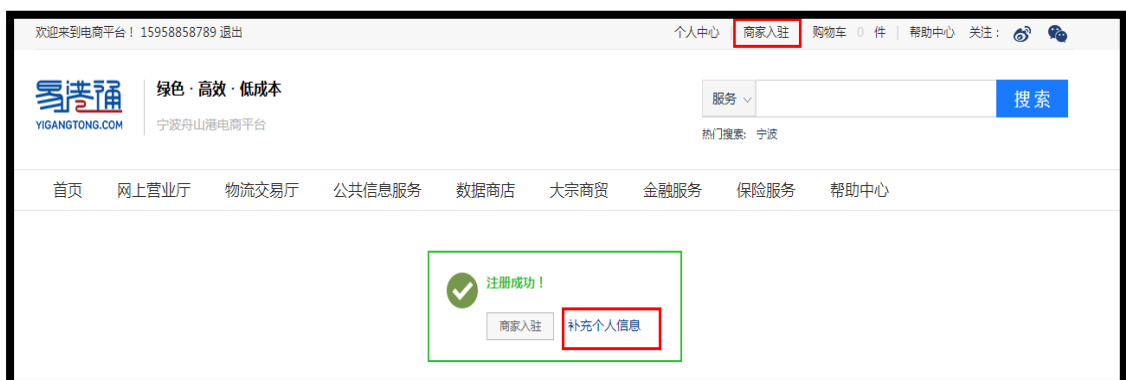 欢迎来到电商平台！ 15958858789 退出
个人中心 | 商家入驻 购物车 0 件 | 帮助中心 关注：
易港通
YIGANGTONG.COM
绿色 · 高效 · 低成本
宁波舟山港电商平台
服务
搜索
热门搜索: 宁波
首页 网上营业厅 物流交易厅 公共信息服务 数据商店 大宗商贸 金融服务 保险服务 帮助中心
注册成功！
商家入驻 补充个人信息